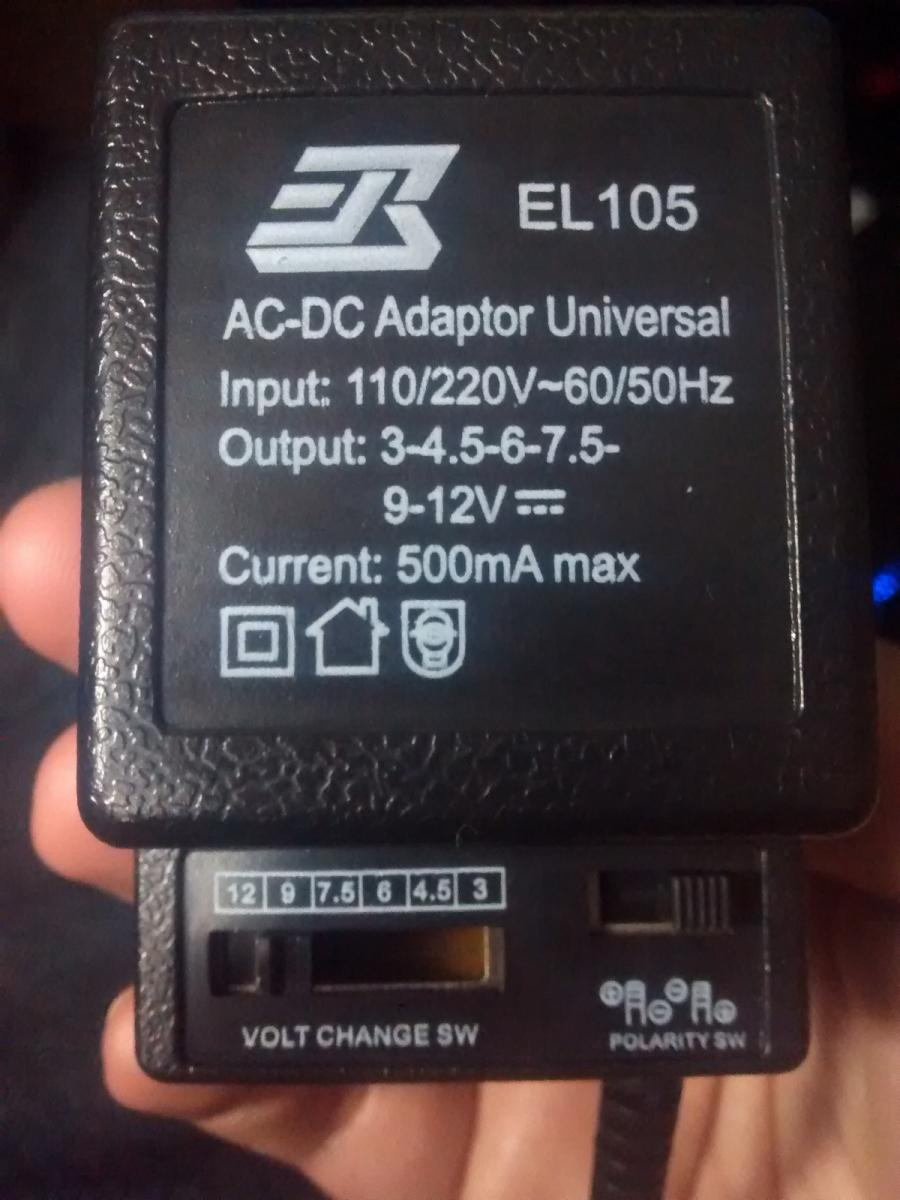 EL105
AC-DC Adaptor Universal
Input: 110/220V~60/50Hz
Output: 3-4.5-6-7.5-
9-12V⎓
Current: 500mA max
12 9 7.5 6 4.5 3
VOLT CHANGE SW
POLARITY SW